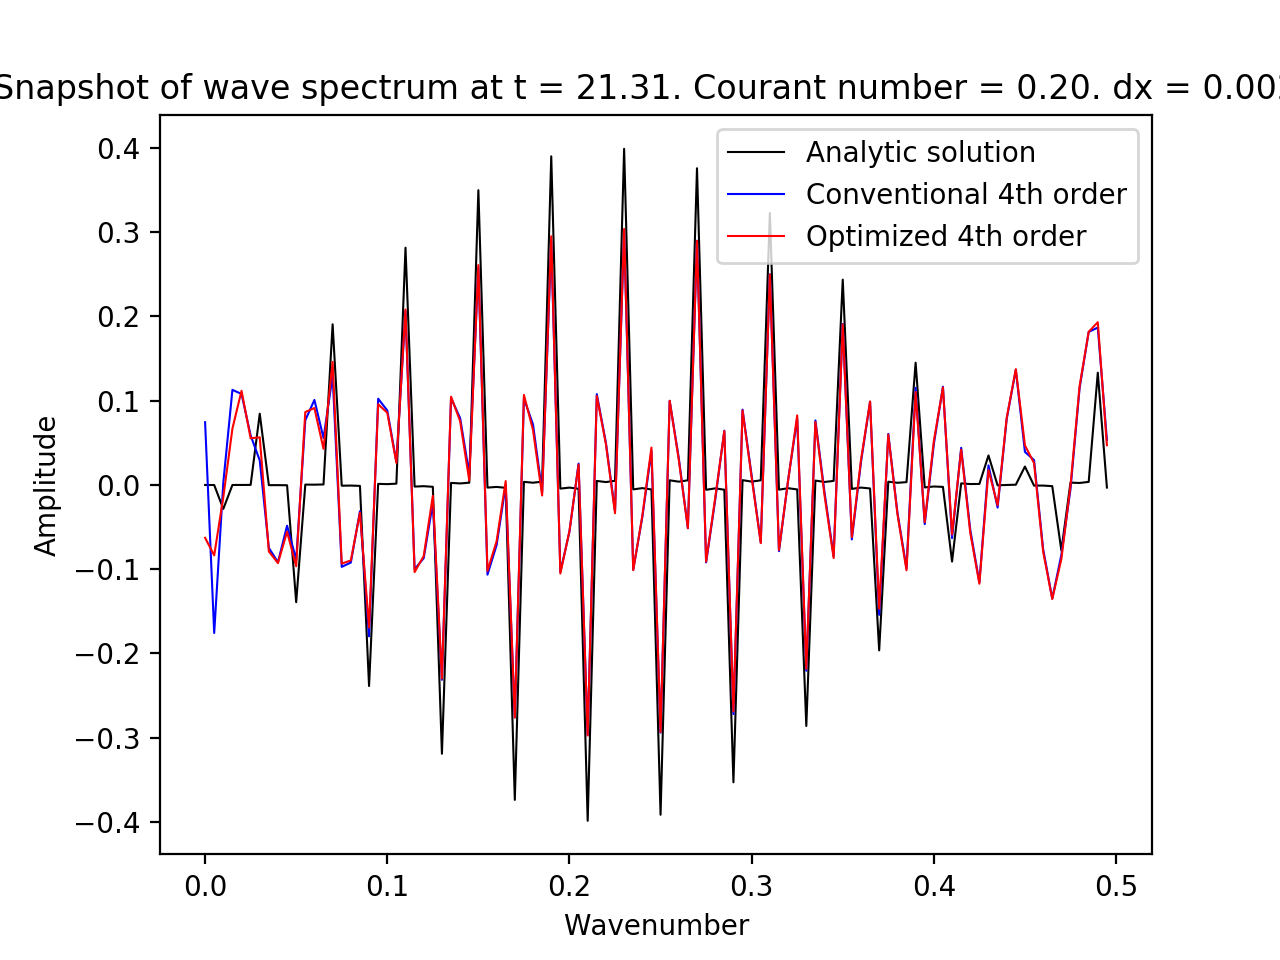 Snapshot of wave spectrum at t = 21.31. Courant number = 0.20. dx = 0.00
Analytic solution
Conventional 4th order
Optimized 4th order
Amplitude
0.4
0.3
0.2
0.1
0.0
−0.1
−0.2
−0.3
−0.4
0.0 0.1 0.2 0.3 0.4 0.5
Wavenumber